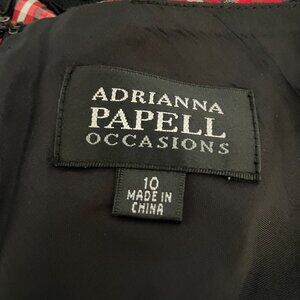 ADRIANNA
PAPELL
OCCASIONS
10
MADE IN
CHINA